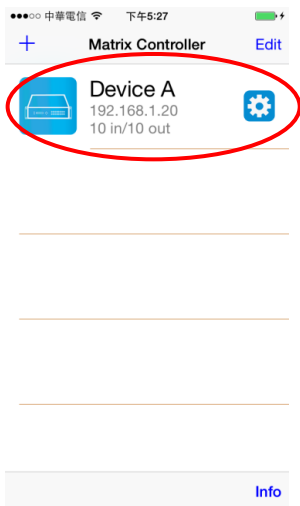 中華電信 下午5:27
+ Matrix Controller Edit
Device A
192.168.1.20
10 in/10 out
Info